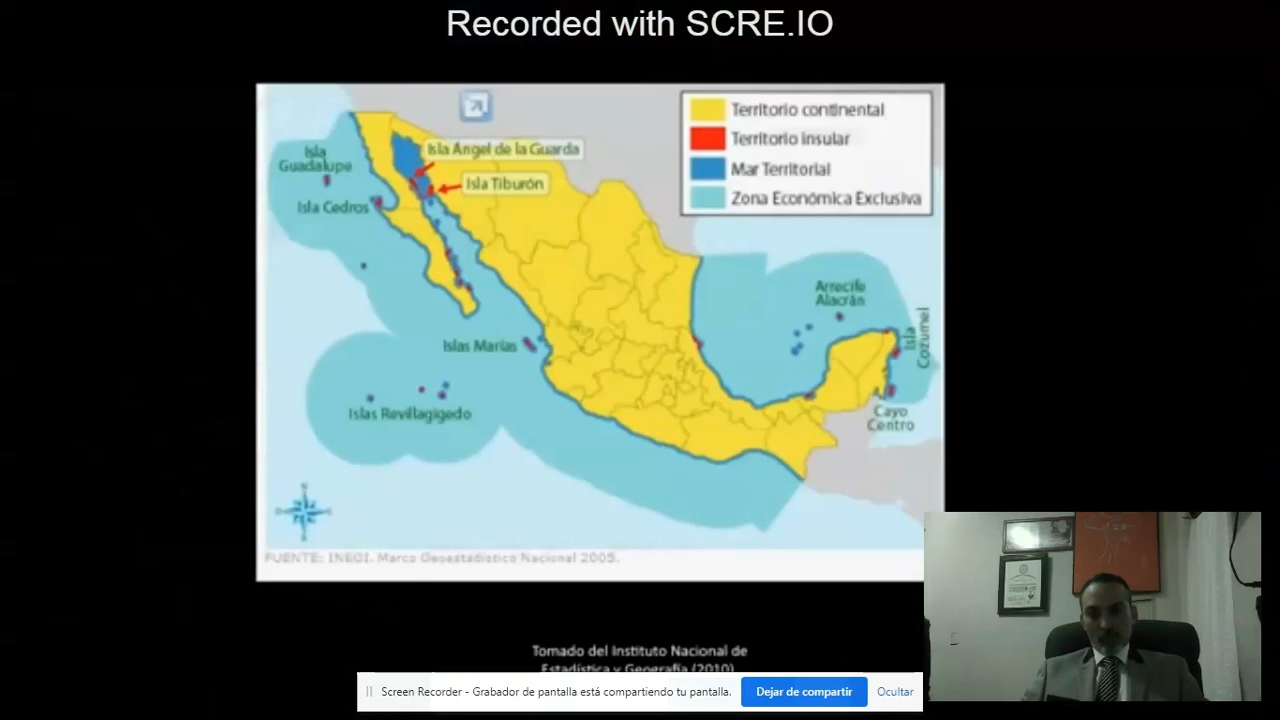 Recorded with SCRE.IO
Territorio continental
Territorio insular
Mar Territorial
Zona Económica Exclusiva
Isla Ángel de la Guarda
Isla Tiburón
Isla
Guadalupe
Isla Cedros
Arrecife
Alacrán
Isla
Cozumel
Islas Marías
Islas Revillagigedo
Cayo
Centro
FUENTE: INEGI. Marco Geoestadístico Nacional 2005.
Tomado del Instituto Nacional de
Estadística y Geografía (2010)
Screen Recorder - Grabador de pantalla está compartiendo tu pantalla.
Dejar de compartir
Ocultar